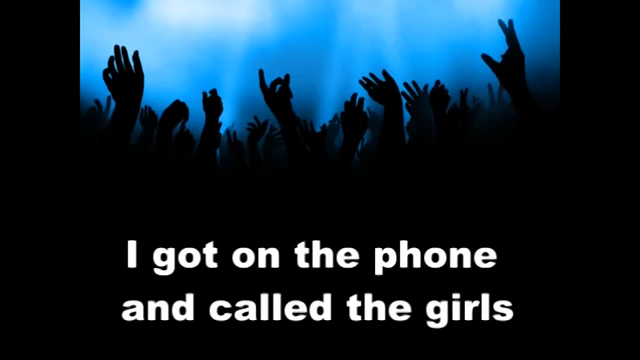 I got on the phone
and called the girls